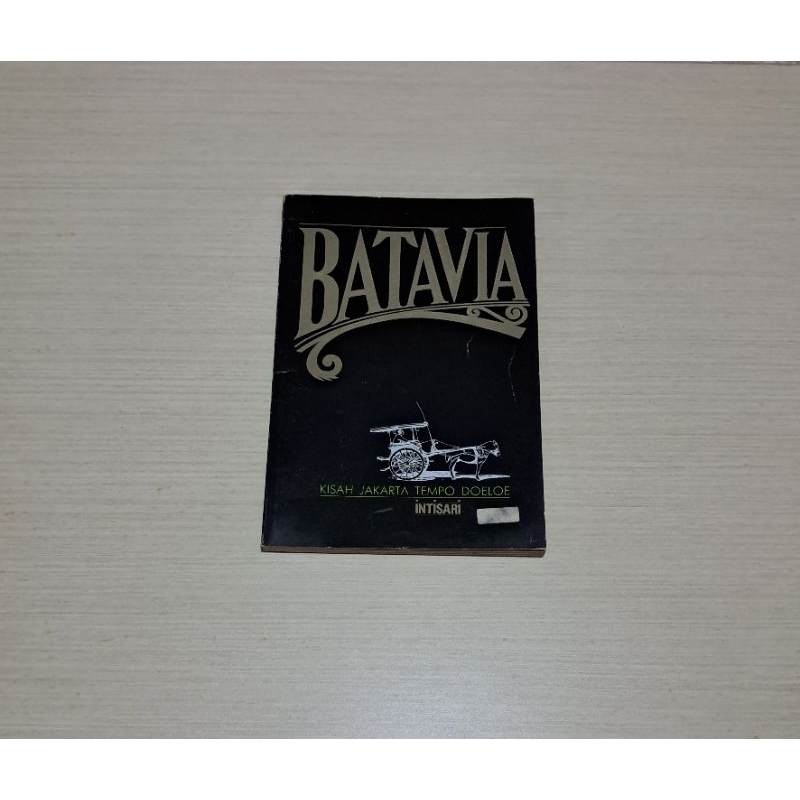 BATAVIA
KISAH JAKARTA TEMPO DOELOE
INTISARI